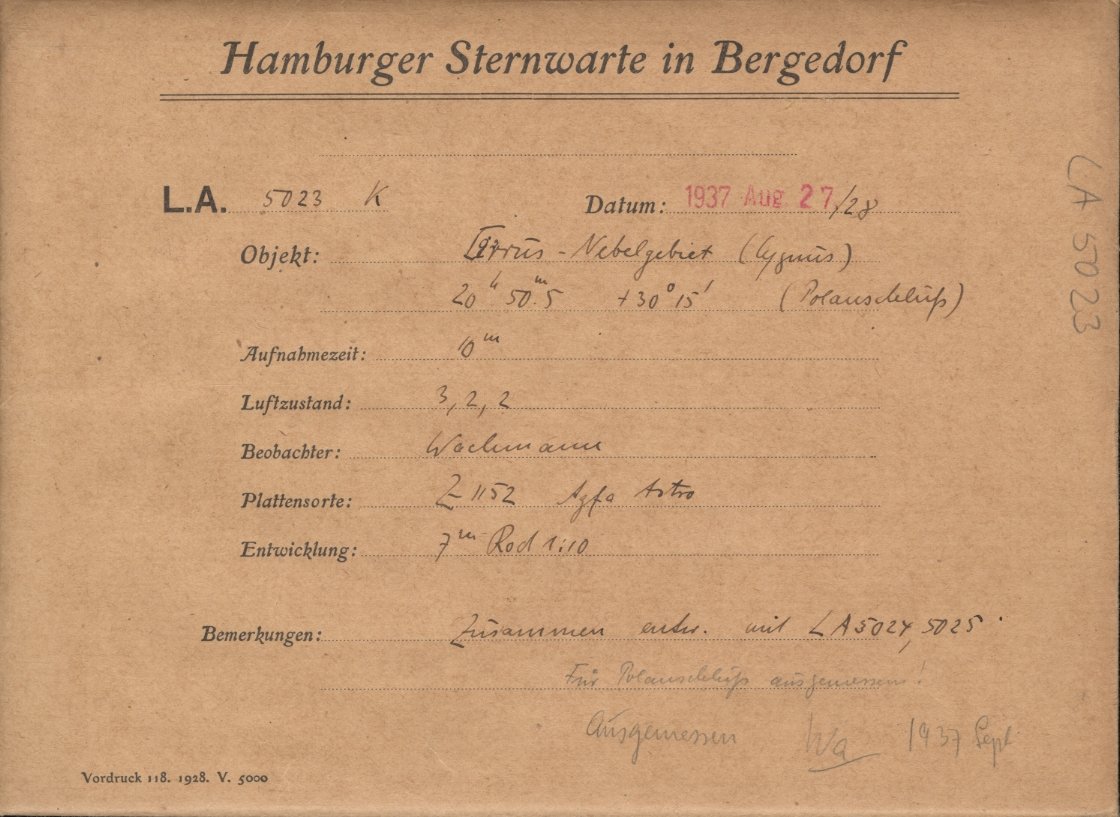 Hamburger Sternwarte in Bergedorf
L.A. 5023 K Datum: 1937 Aug 27/28
Objekt: Cirrus-Nebelgebiet (Cygnus)
20h 50m.5 +30° 15' (Polanschluß)
Aufnahmezeit: 10m
Luftzustand: 3, 2, 2
Beobachter: Wachmann
Plattensorte: Z 1152 Agfa Astro
Entwicklung: 7m Rod 1:10
Bemerkungen: Zusammen entw. mit LA 5024, 5025.
Für Polanschluß ausgemessen!
Ausgemessen Wa 1937 Sept
Vordruck 118. 1928. V. 5000
LA 5023